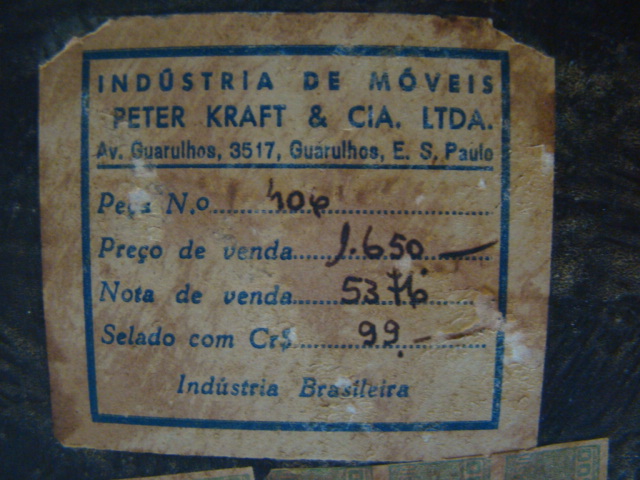 INDÚSTRIA DE MÓVEIS
PETER KRAFT & CIA. LTDA.
Av. Guarulhos, 3517, Guarulhos, E. S. Paulo
Peça N.o
Preço de venda 1.650
Nota de venda
Selado com Cr$ 99
Indústria Brasileira